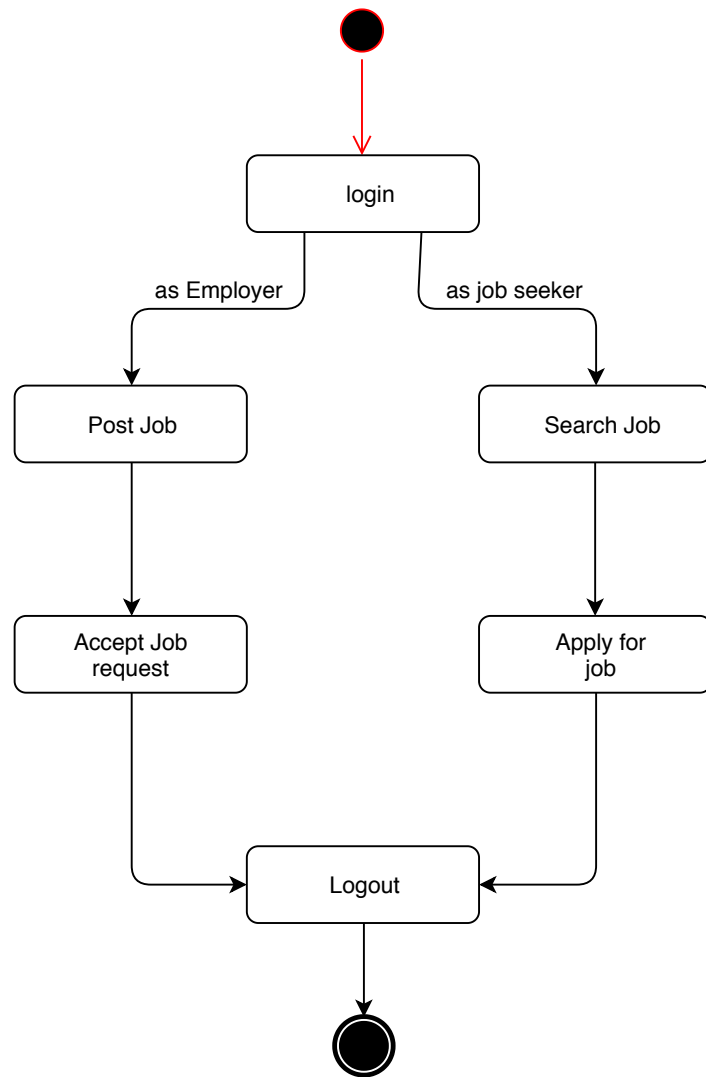 login
as Employer
as job seeker
Post Job
Search Job
Accept Job
request
Apply for
job
Logout